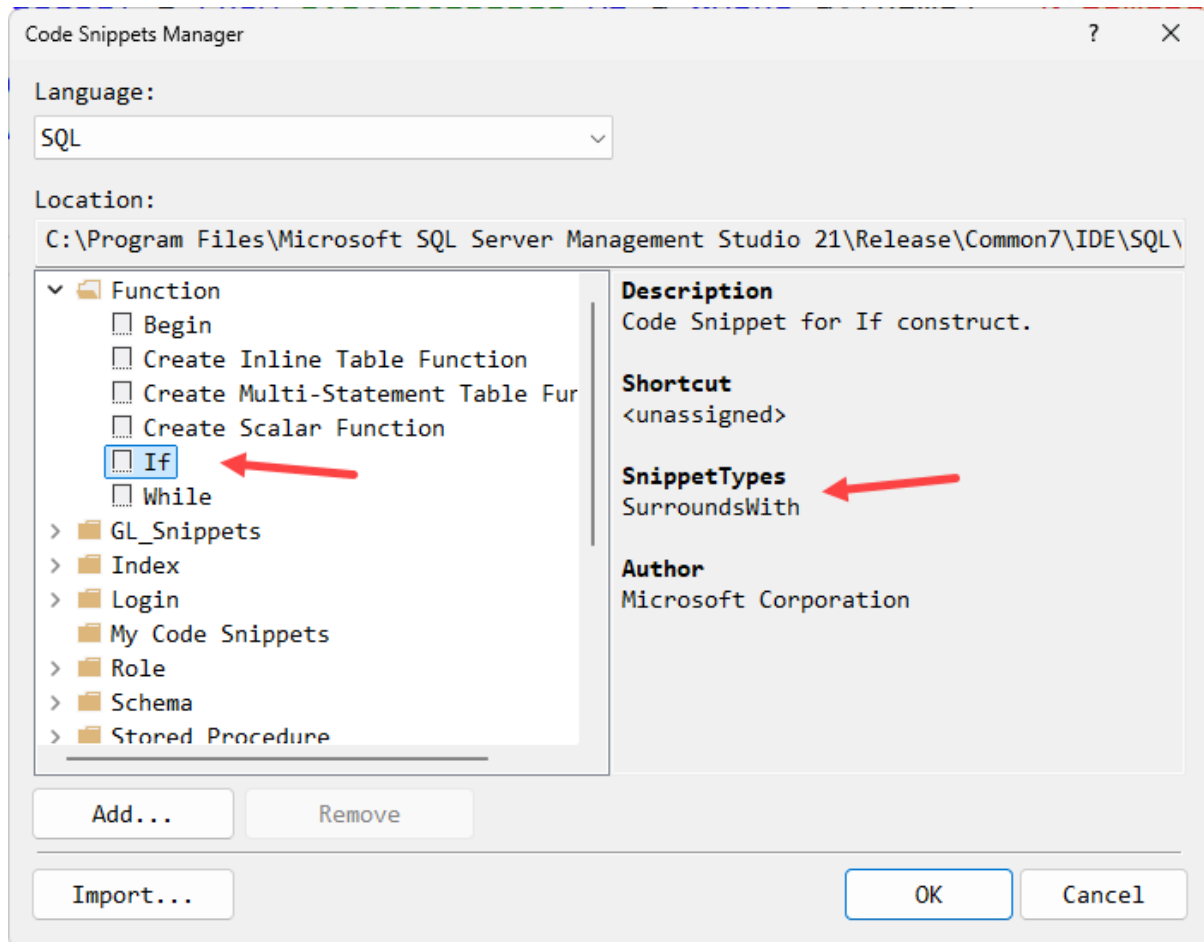 Code Snippets Manager ?
Language:
SQL
Location:
C:\Program Files\Microsoft SQL Server Management Studio 21\Release\Common7\IDE\SQL\
Function
Begin
Create Inline Table Function
Create Multi-Statement Table Fur
Create Scalar Function
If
While
GL_Snippets
Index
Login
My Code Snippets
Role
Schema
Stored Procedure
Description
Code Snippet for If construct.
Shortcut
<unassigned>
SnippetTypes
SurroundsWith
Author
Microsoft Corporation
Add... Remove
Import... OK Cancel